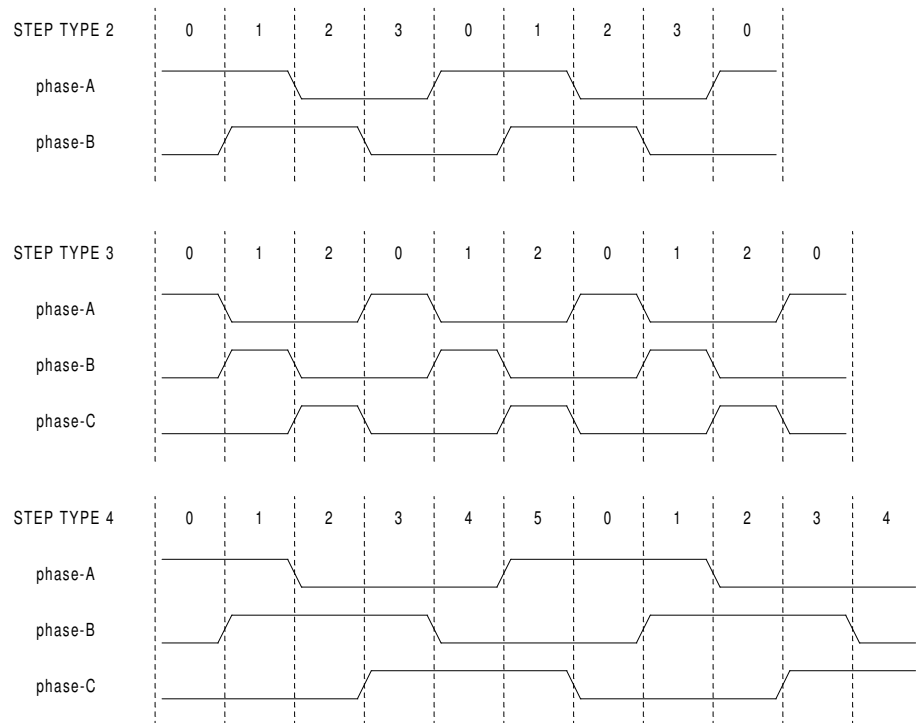 STEP TYPE 2 0 1 2 3 0 1 2 3 0
phase-A
phase-B
STEP TYPE 3 0 1 2 0 1 2 0 1 2 0
phase-A
phase-B
phase-C
STEP TYPE 4 0 1 2 3 4 5 0 1 2 3 4
phase-A
phase-B
phase-C